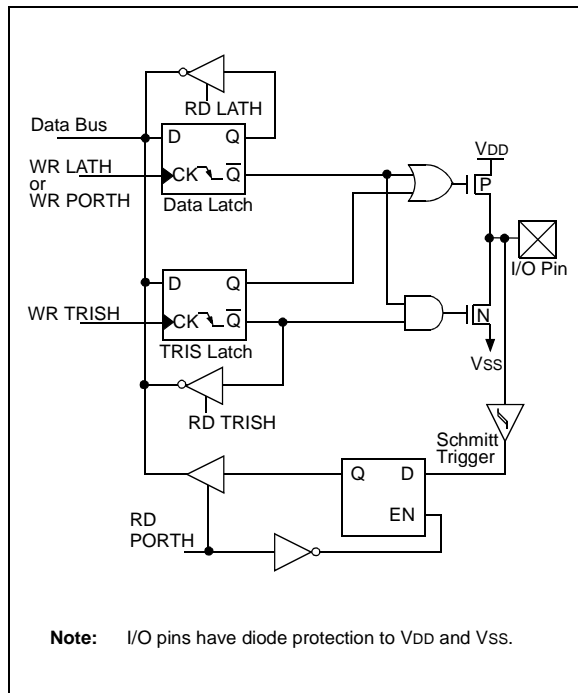 RD LATH
Data Bus
D Q
WR LATH
or
WR PORTH
CK Q
Data Latch
VDD
P
I/O Pin
D Q
WR TRISH
CK Q
TRIS Latch
N
VSS
RD TRISH
Schmitt
Trigger
Q D
EN
RD
PORTH
Note: I/O pins have diode protection to VDD and VSS.